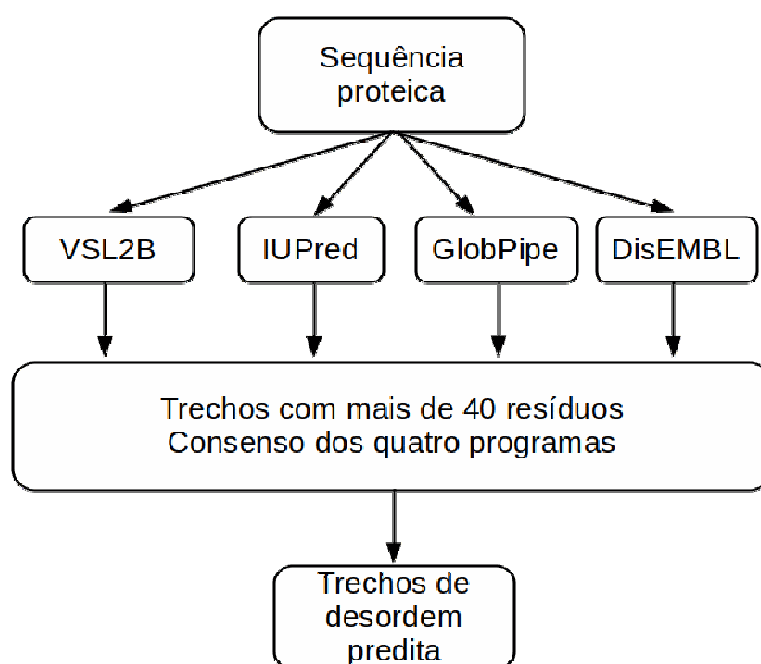 Sequência
proteica
VSL2B
IUPred
GlobPipe
DisEMBL
Trechos com mais de 40 resíduos
Consenso dos quatro programas
Trechos de
desordem
predita